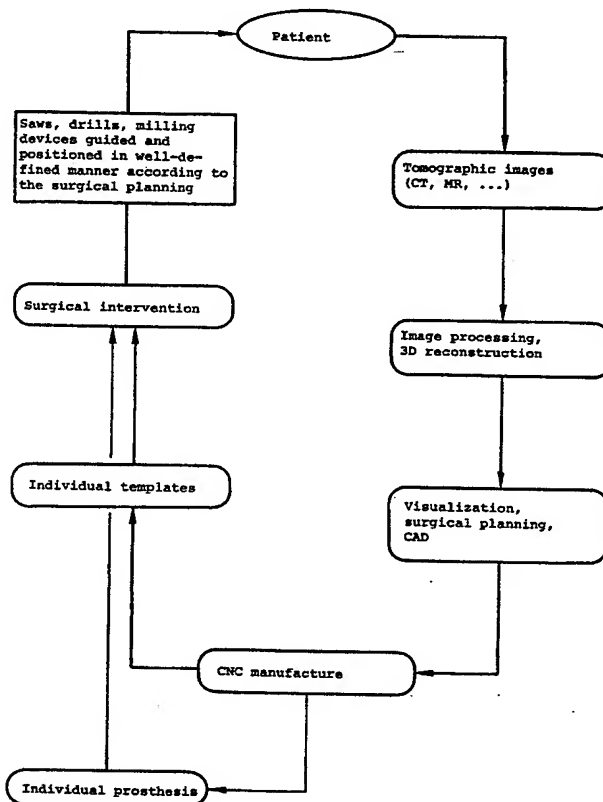 Patient
Saws, drills, milling
devices guided and
positioned in well-de-
fined manner according to
the surgical planning
Tomographic images
(CT, MR, ...)
Surgical intervention
Image processing,
3D reconstruction
Individual templates
Visualization,
surgical planning,
CAD
CNC manufacture
Individual prosthesis